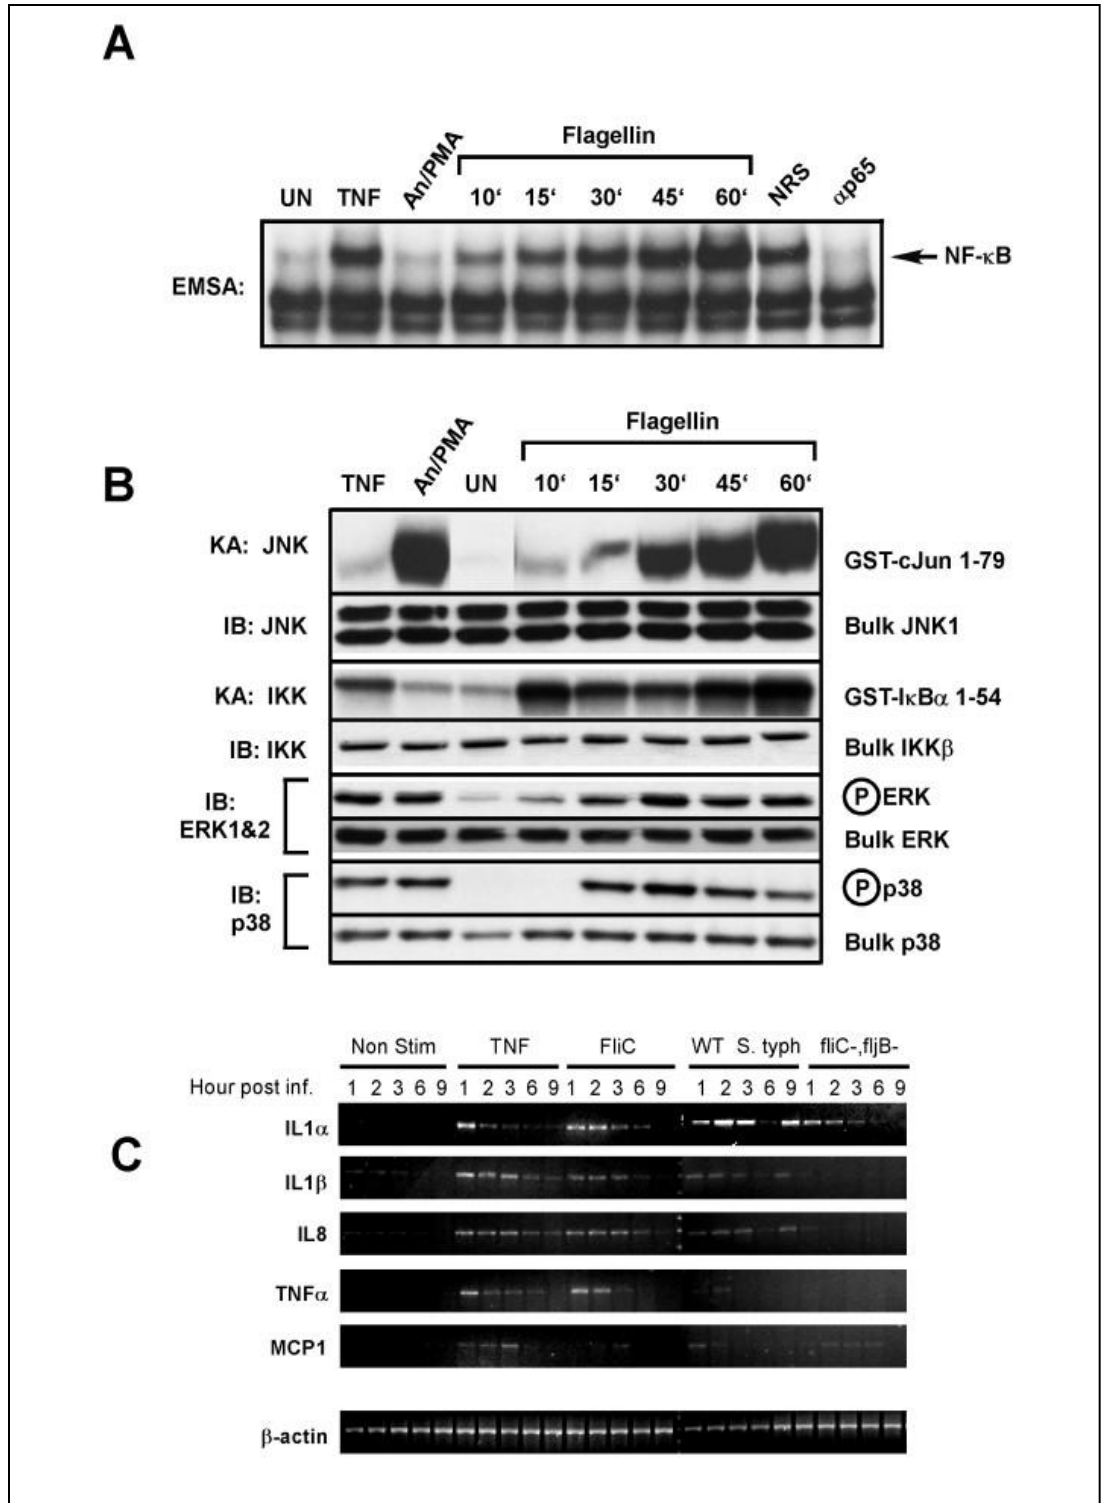 A
Flagellin
UN TNF An/PMA 10‘ 15‘ 30‘ 45‘ 60‘ NRS αp65
EMSA:
NF-κB
B
Flagellin
TNF An/PMA UN 10‘ 15‘ 30‘ 45‘ 60‘
KA: JNK
GST-cJun 1-79
IB: JNK
Bulk JNK1
KA: IKK
GST-IκBα 1-54
IB: IKK
Bulk IKKβ
IB:
ERK1&2
P ERK
Bulk ERK
IB:
p38
P p38
Bulk p38
C
Non Stim TNF FliC WT S. typh fliC-,fljB-
Hour post inf. 1 2 3 6 9 1 2 3 6 9 1 2 3 6 9 1 2 3 6 9 1 2 3 6 9
IL1α
IL1β
IL8
TNFα
MCP1
β-actin